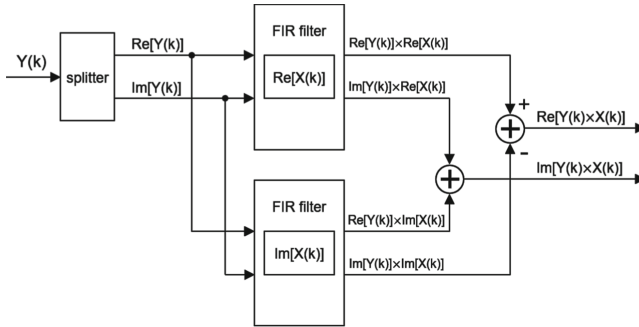 Y(k)
splitter
Re[Y(k)]
Im[Y(k)]
FIR filter
Re[X(k)]
Re[Y(k)]×Re[X(k)]
Im[Y(k)]×Re[X(k)]
FIR filter
Im[X(k)]
Re[Y(k)]×Im[X(k)]
Im[Y(k)]×Im[X(k)]
+
-
Re[Y(k)×X(k)]
Im[Y(k)×X(k)]